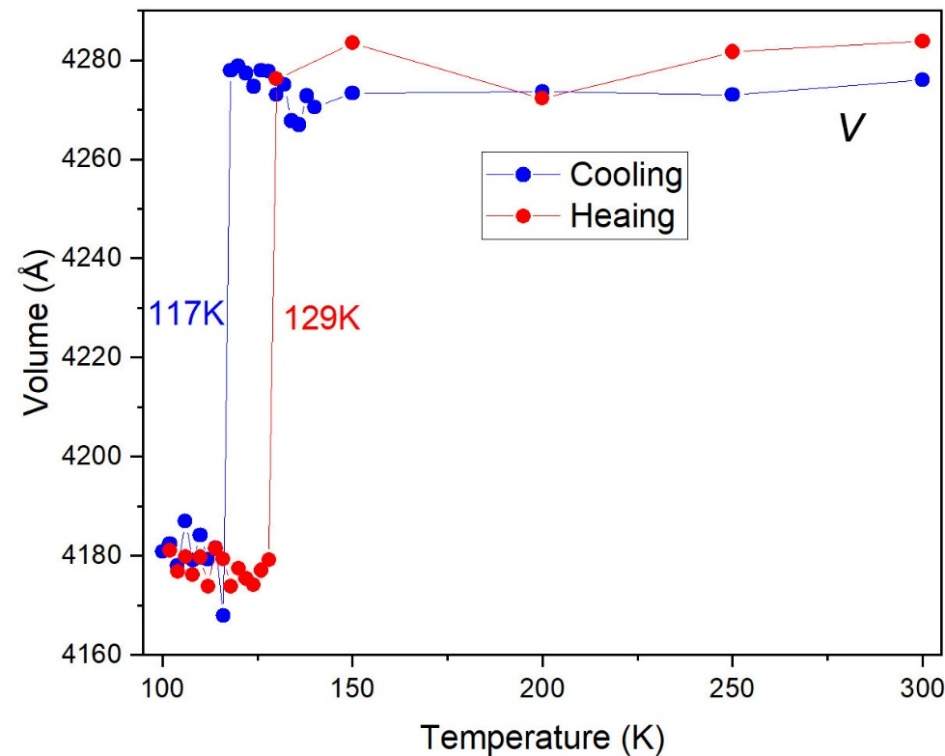 4280
4260
4240
4220
4200
4180
4160
Volume (Å)
V
Cooling
Heaing
117K
129K
100 150 200 250 300
Temperature (K)